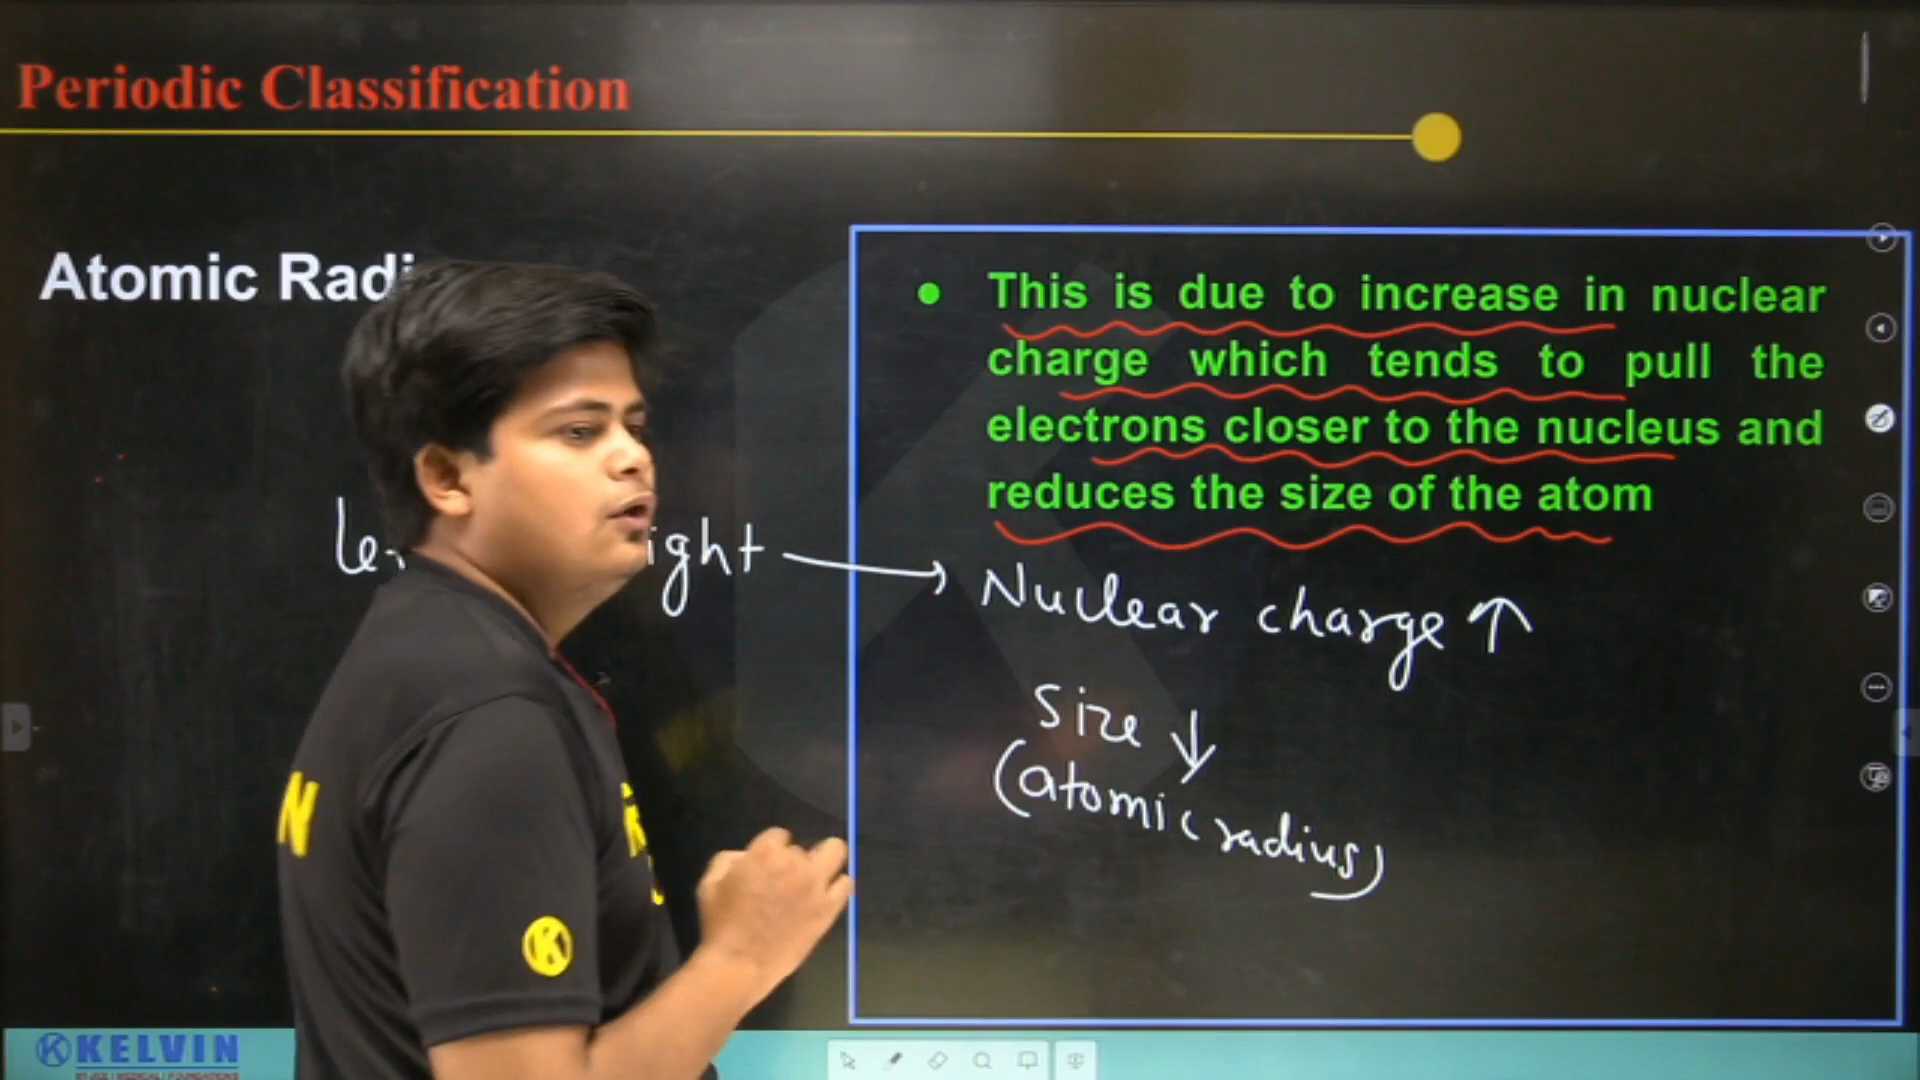 Periodic Classification
Atomic Radi
This is due to increase in nuclear
charge which tends to pull the
electrons closer to the nucleus and
reduces the size of the atom
le ight → Nuclear charge ↑
Size ↓
(atomic radius)
N
K
KELVIN